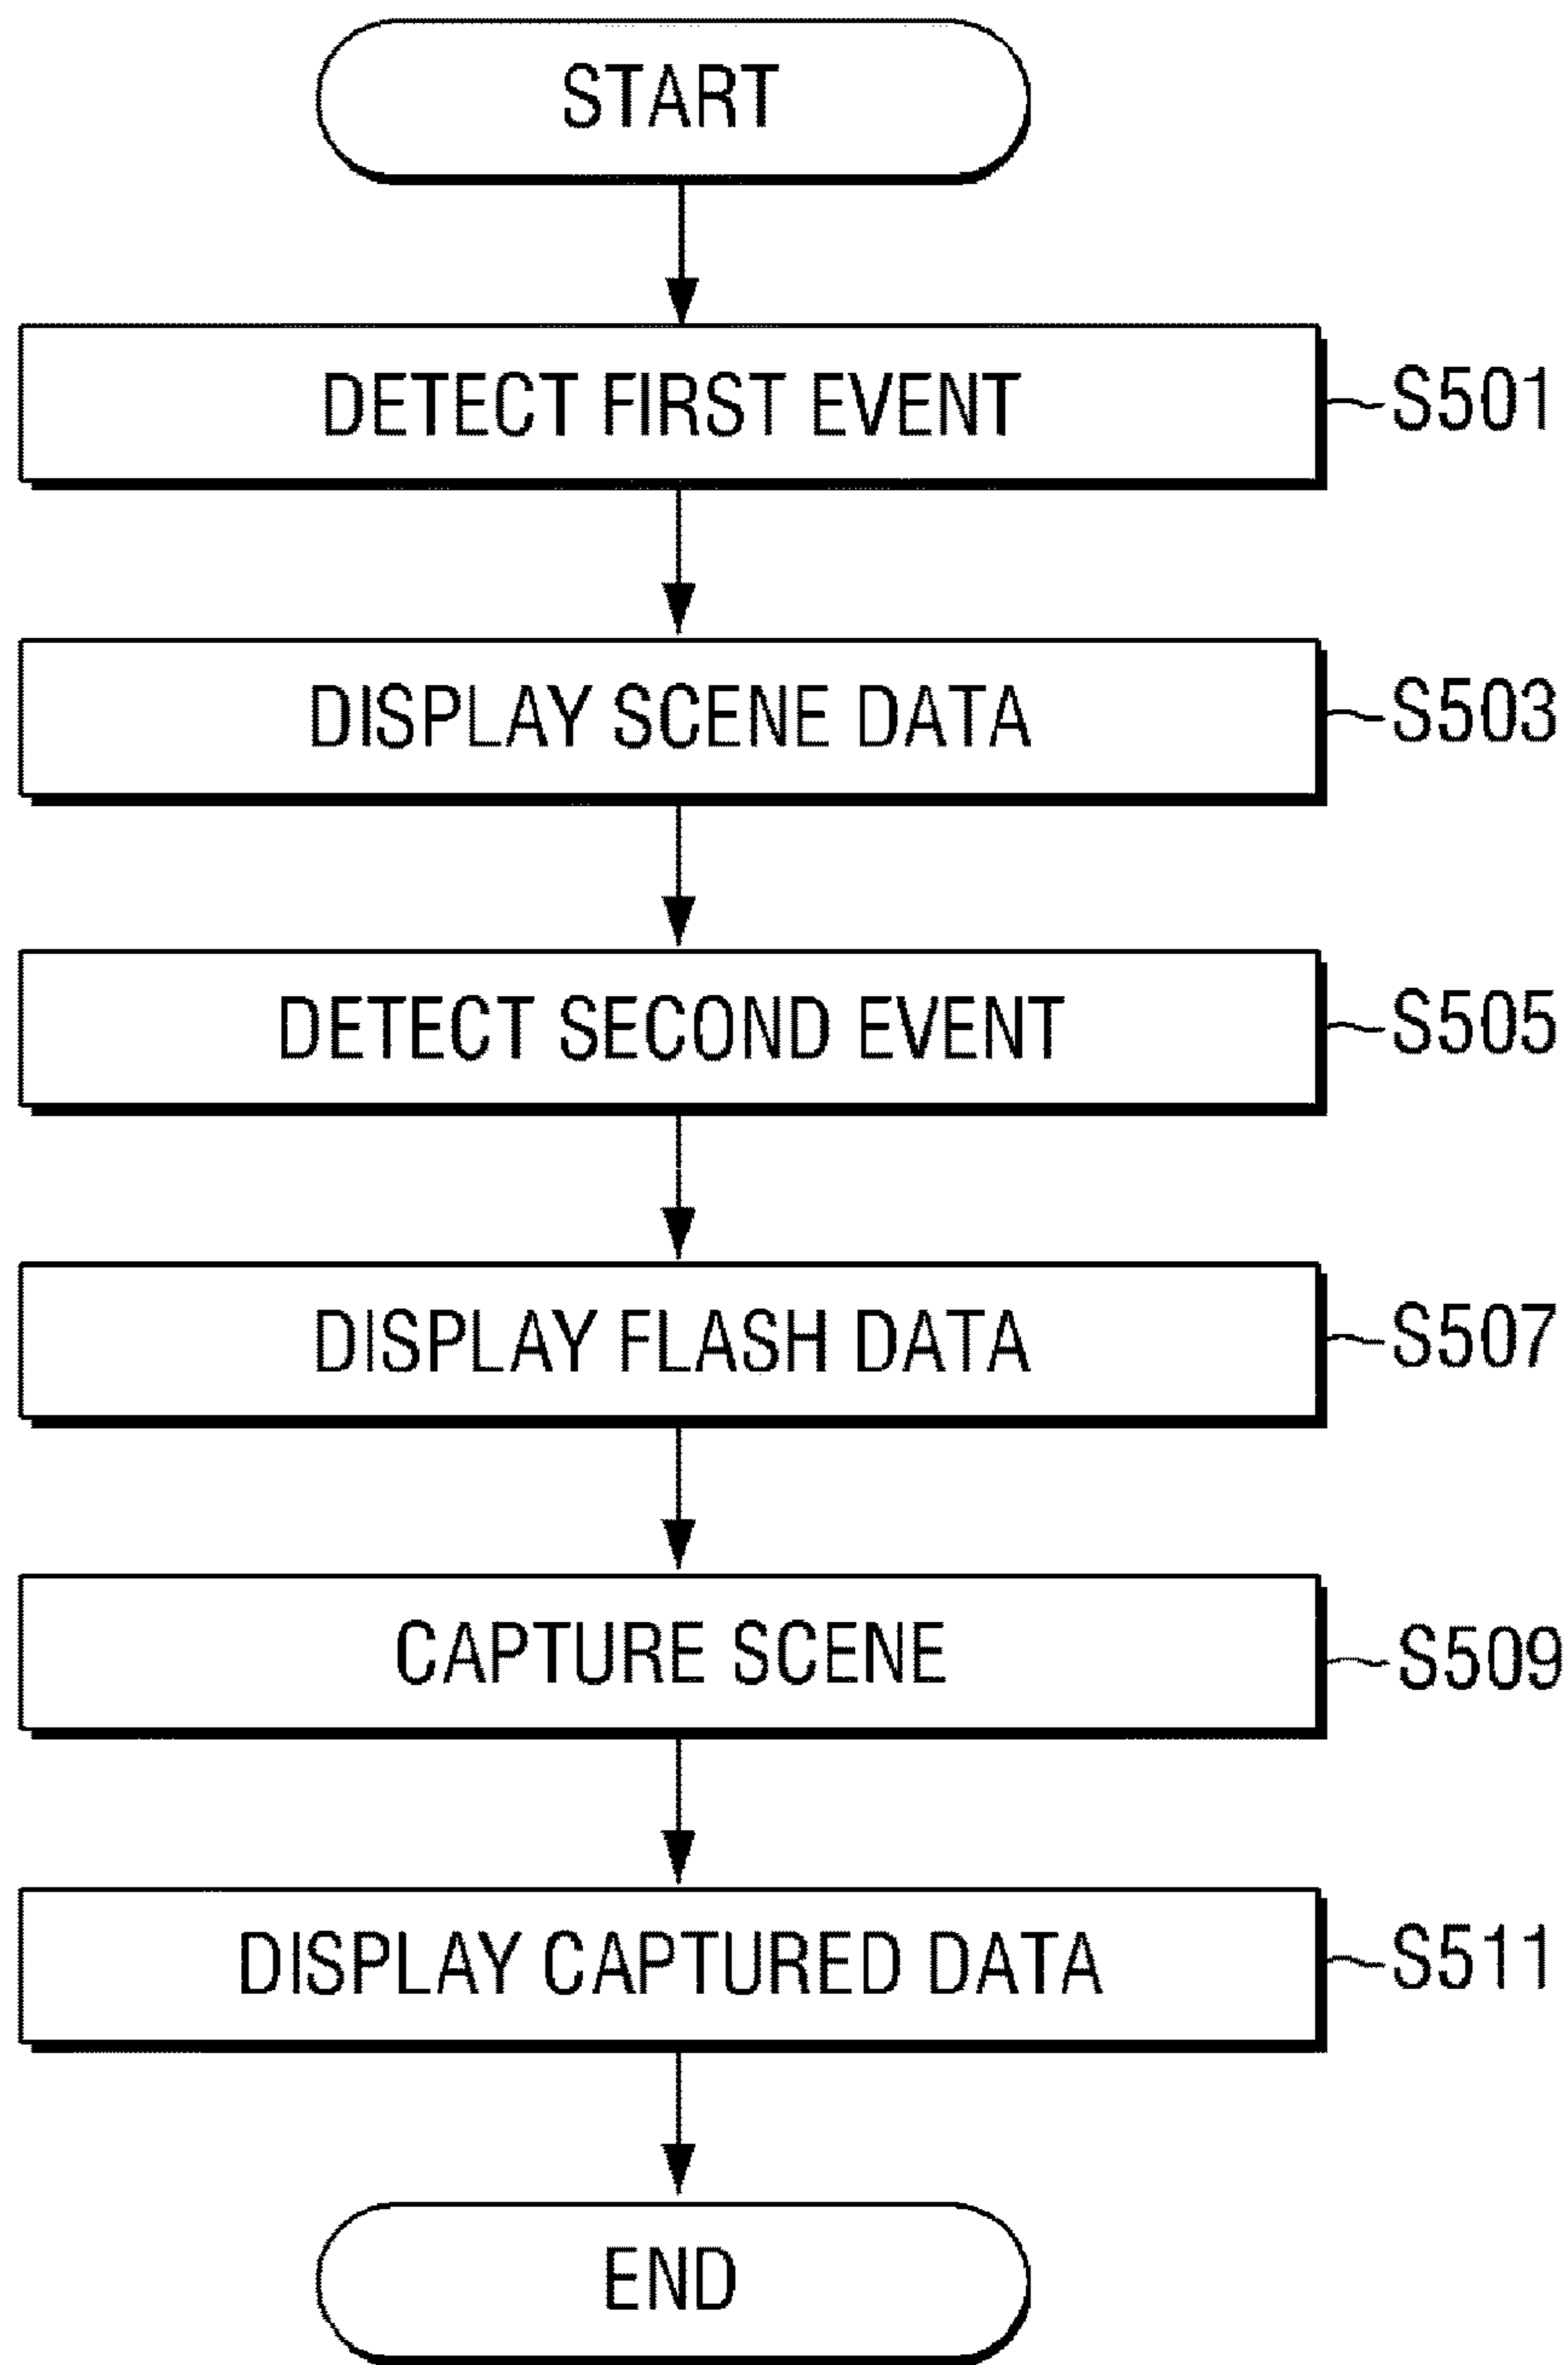 START
DETECT FIRST EVENT
S501
DISPLAY SCENE DATA
S503
DETECT SECOND EVENT
S505
DISPLAY FLASH DATA
S507
CAPTURE SCENE
S509
DISPLAY CAPTURED DATA
S511
END